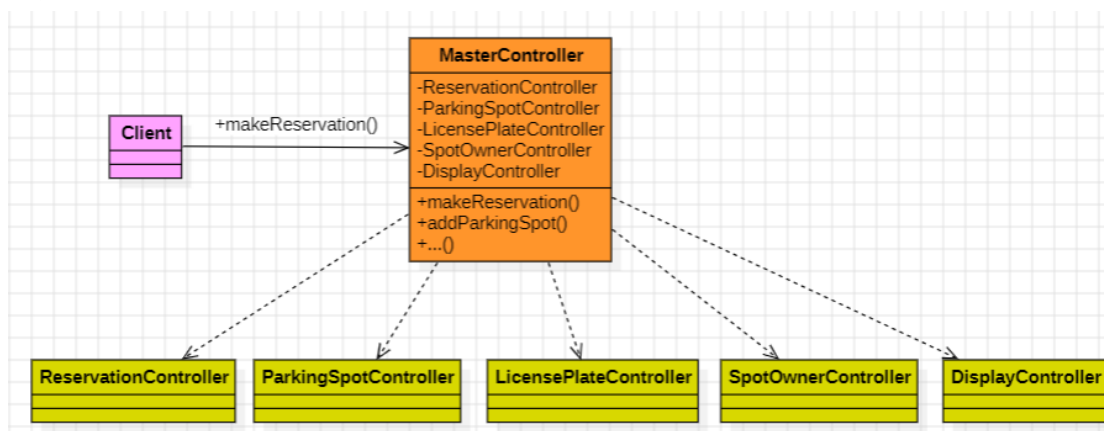 MasterController
-ReservationController
-ParkingSpotController
-LicensePlateController
-SpotOwnerController
-DisplayController
Client
+makeReservation()
+makeReservation()
+addParkingSpot()
+...()
ReservationController
ParkingSpotController
LicensePlateController
SpotOwnerController
DisplayController